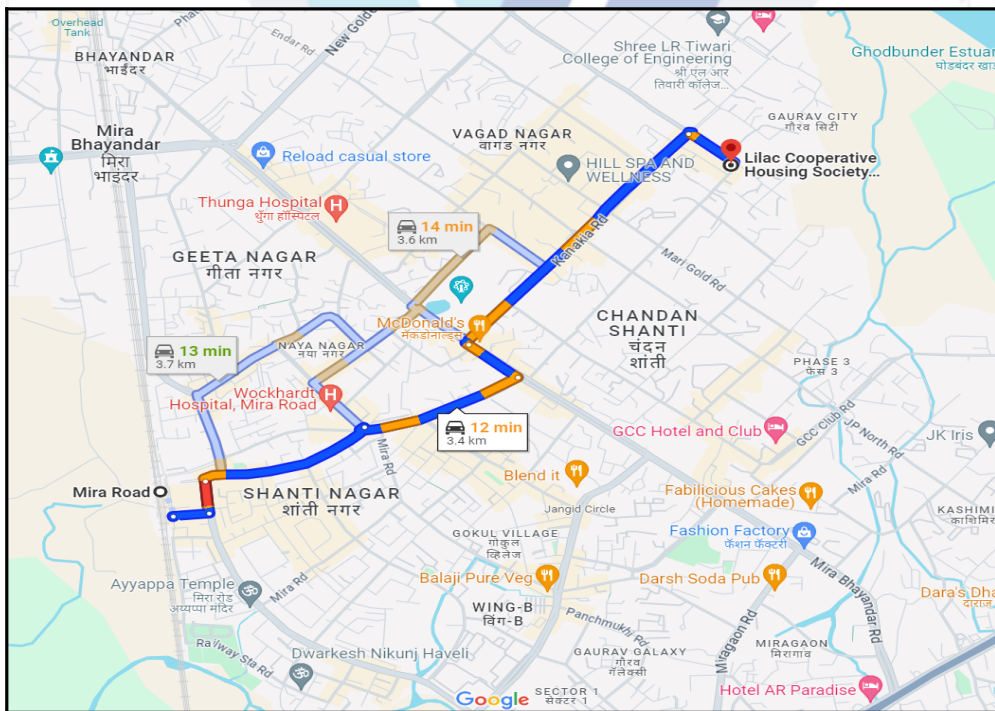 Overhead
Tank
BHAYANDAR
भाईंदर
Endar Rd
New Golde
Shree LR Tiwari
College of Engineering
श्री एल आर
तिवारी कॉलेज...
Ghodbunder Estuar
घोडबंदर खाड
GAURAV CITY
गौरव सिटी
Mira
Bhayandar
मिरा
भाईंदर
VAGAD NAGAR
वागड नगर
Reload casual store
HILL SPA AND
WELLNESS
Lilac Cooperative
Housing Society...
Thunga Hospital
थुंगा हॉस्पिटल
14 min
3.6 km
Kanakia Rd
GEETA NAGAR
गीता नगर
Mari Gold Rd
McDonald's
मॅकडोनाल्ड्स
CHANDAN
SHANTI
चंदन
शांती
NAYA NAGAR
नया नगर
13 min
3.7 km
PHASE 3
फेस 3
Wockhardt
Hospital, Mira Road
12 min
3.4 km
GCC Hotel and Club
GCC Club Rd
JP North Rd
JK Iris
Mira Rd
Mira Rd
Blend it
Mira Road
SHANTI NAGAR
शांती नगर
Fabilicious Cakes
(Homemade)
Jangid Circle
KASHIMI
काशिमि
GOKUL VILLAGE
गोकुल
व्हिलेज
Fashion Factory
फॅशन फॅक्टरी
Ayyappa Temple
मिरा रोड
अय्यप्पा मंदिर
Mira Rd
Balaji Pure Veg
Darsh Soda Pub
Mira Bhayandar Rd
Dara's Dha
दाराज
WING-B
विंग-B
Panchmukhi Rd
Miragaon Rd
MIRAGAON
मिरागाव
Railway Sta Rd
GAURAV GALAXY
गौरव
गॅलेक्सी
Dwarkesh Nikunj Haveli
Google
SECTOR 1
सेक्टर 1
Hotel AR Paradise